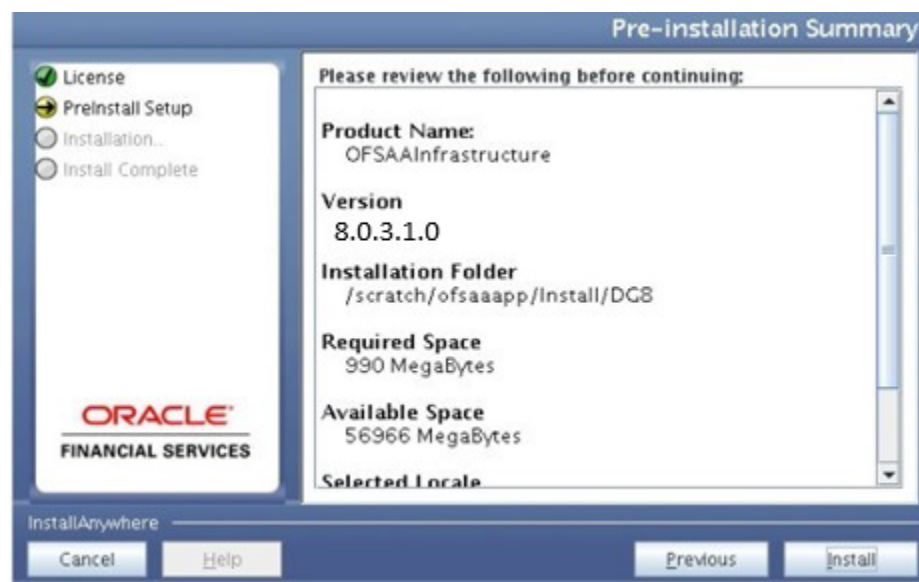 Pre-installation Summary
License
PreInstall Setup
Installation..
Install Complete
ORACLE
FINANCIAL SERVICES
Please review the following before continuing:
Product Name:
OFSAAInfrastructure
Version
8.0.3.1.0
Installation Folder
/scratch/ofsaaapp/Install/DG8
Required Space
990 MegaBytes
Available Space
56966 MegaBytes
Selected Locale
InstallAnywhere
Cancel
Help
Previous
Install